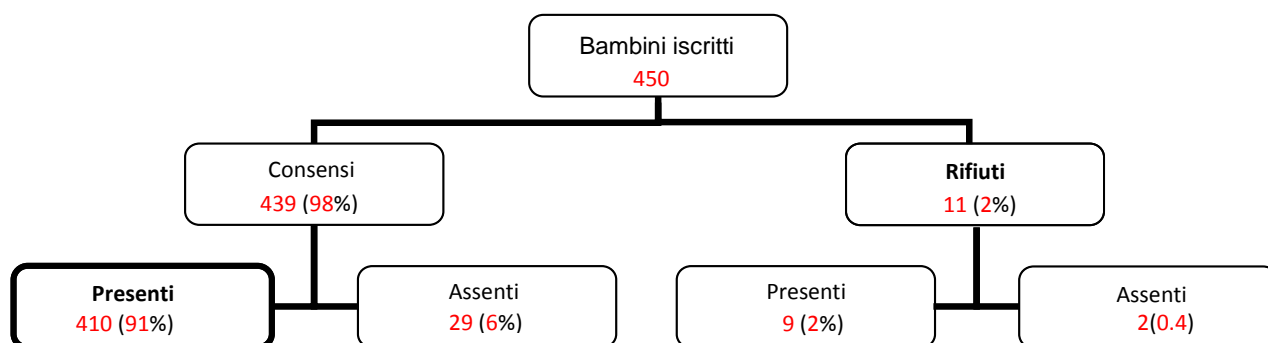 Bambini iscritti
450
Consensi
439 (98%)
Rifiuti
11 (2%)
Presenti
410 (91%)
Assenti
29 (6%)
Presenti
9 (2%)
Assenti
2(0.4)